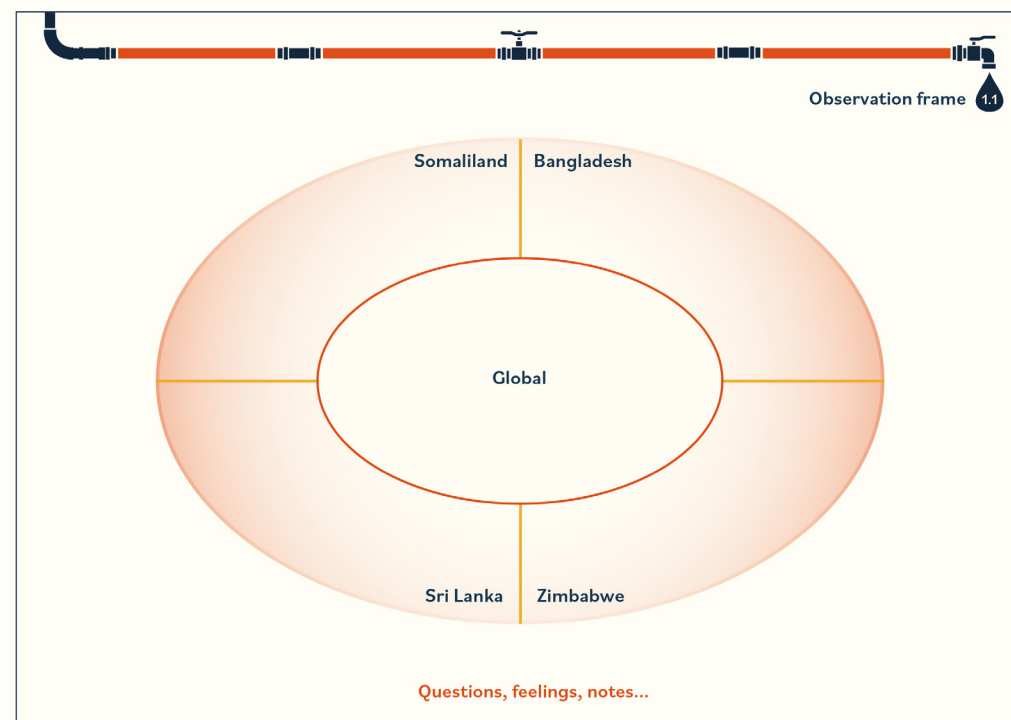 Observation frame 1.1
Somaliland Bangladesh
Global
Sri Lanka Zimbabwe
Questions, feelings, notes...